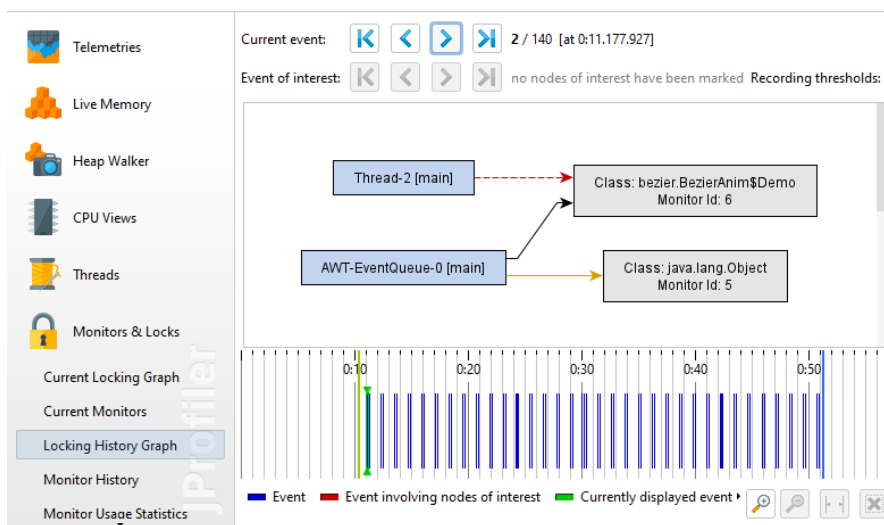 Telemetries
Live Memory
Heap Walker
CPU Views
Threads
Monitors & Locks
Current Locking Graph
Current Monitors
Locking History Graph
Monitor History
Monitor Usage Statistics
JProfiler
Current event: 2 / 140 [at 0:11.177.927]
Event of interest: no nodes of interest have been marked Recording thresholds:
Thread-2 [main]
Class: bezier.BezierAnim$Demo
Monitor Id: 6
AWT-EventQueue-0 [main]
Class: java.lang.Object
Monitor Id: 5
0:10 0:20 0:30 0:40 0:50
Event Event involving nodes of interest Currently displayed event